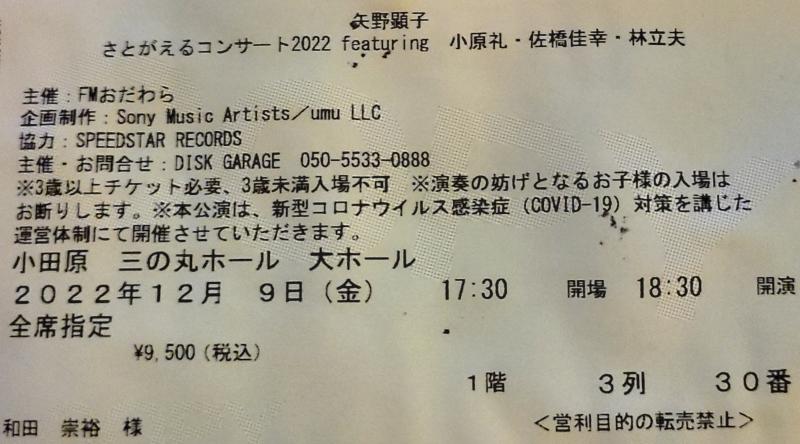 矢野顕子
さとがえるコンサート2022 featuring　小原礼・佐橋佳幸・林立夫
主催：FMおだわら
企画制作：Sony Music Artists／umu LLC
協力：SPEEDSTAR RECORDS
主催・お問合せ：DISK GARAGE　050-5533-0888
※3歳以上チケット必要、3歳未満入場不可　※演奏の妨げとなるお子様の入場は
お断りします。※本公演は、新型コロナウイルス感染症（COVID-19）対策を講じた
運営体制にて開催させていただきます。
小田原　三の丸ホール　大ホール
２０２２年１２月　９日（金）　17:30　開場　18:30　開演
全席指定
¥9,500（税込）
１階　３列　３０番
和田　崇裕　様　＜営利目的の転売禁止＞